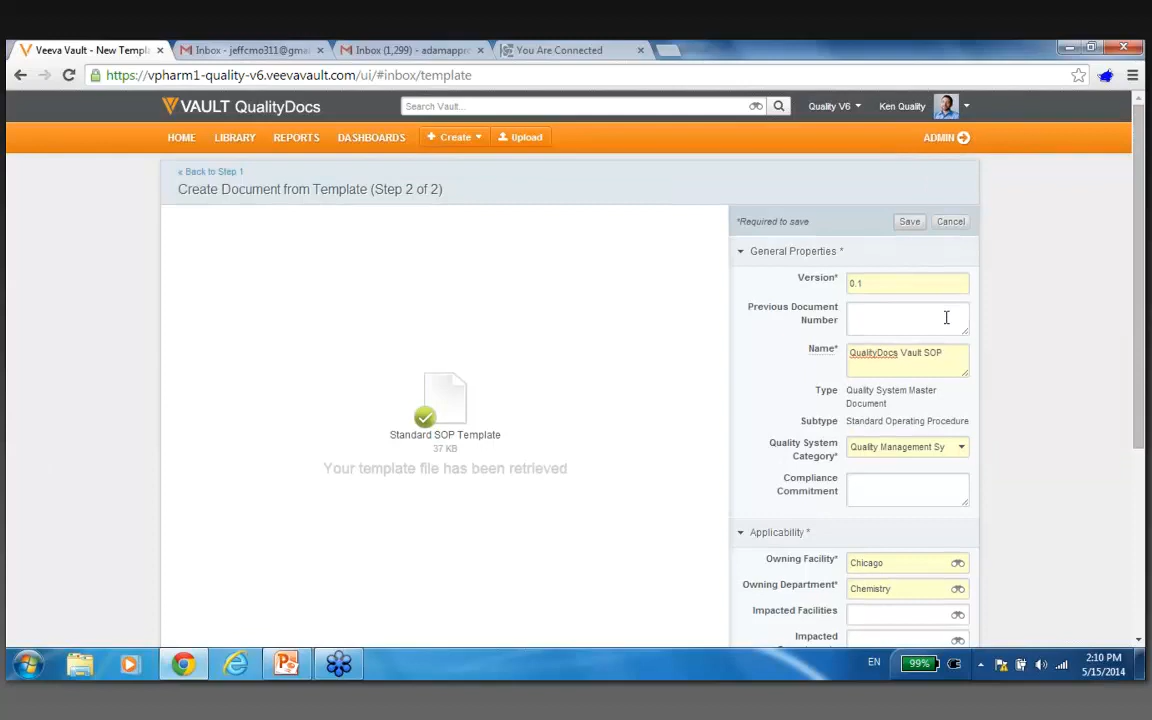 Veeva Vault - New Templ
Inbox - jeffcmo311@gmai
Inbox (1,299) - adamappro
You Are Connected
https://vpharm1-quality-v6.veevavault.com/ui/#inbox/template
VAULT QualityDocs
Search Vault...
Quality V6
Ken Quality
HOME
LIBRARY
REPORTS
DASHBOARDS
+ Create
Upload
ADMIN
« Back to Step 1
Create Document from Template (Step 2 of 2)
*Required to save
Save
Cancel
General Properties *
Version*
0.1
Previous Document
Number
Name*
QualityDocs Vault SOP
Type
Quality System Master
Document
Subtype
Standard Operating Procedure
Quality System
Category*
Quality Management Sy
Compliance
Commitment
Applicability *
Owning Facility*
Chicago
Owning Department*
Chemistry
Impacted Facilities
Impacted
Standard SOP Template
37 KB
Your template file has been retrieved
EN
99%
2:10 PM
5/15/2014